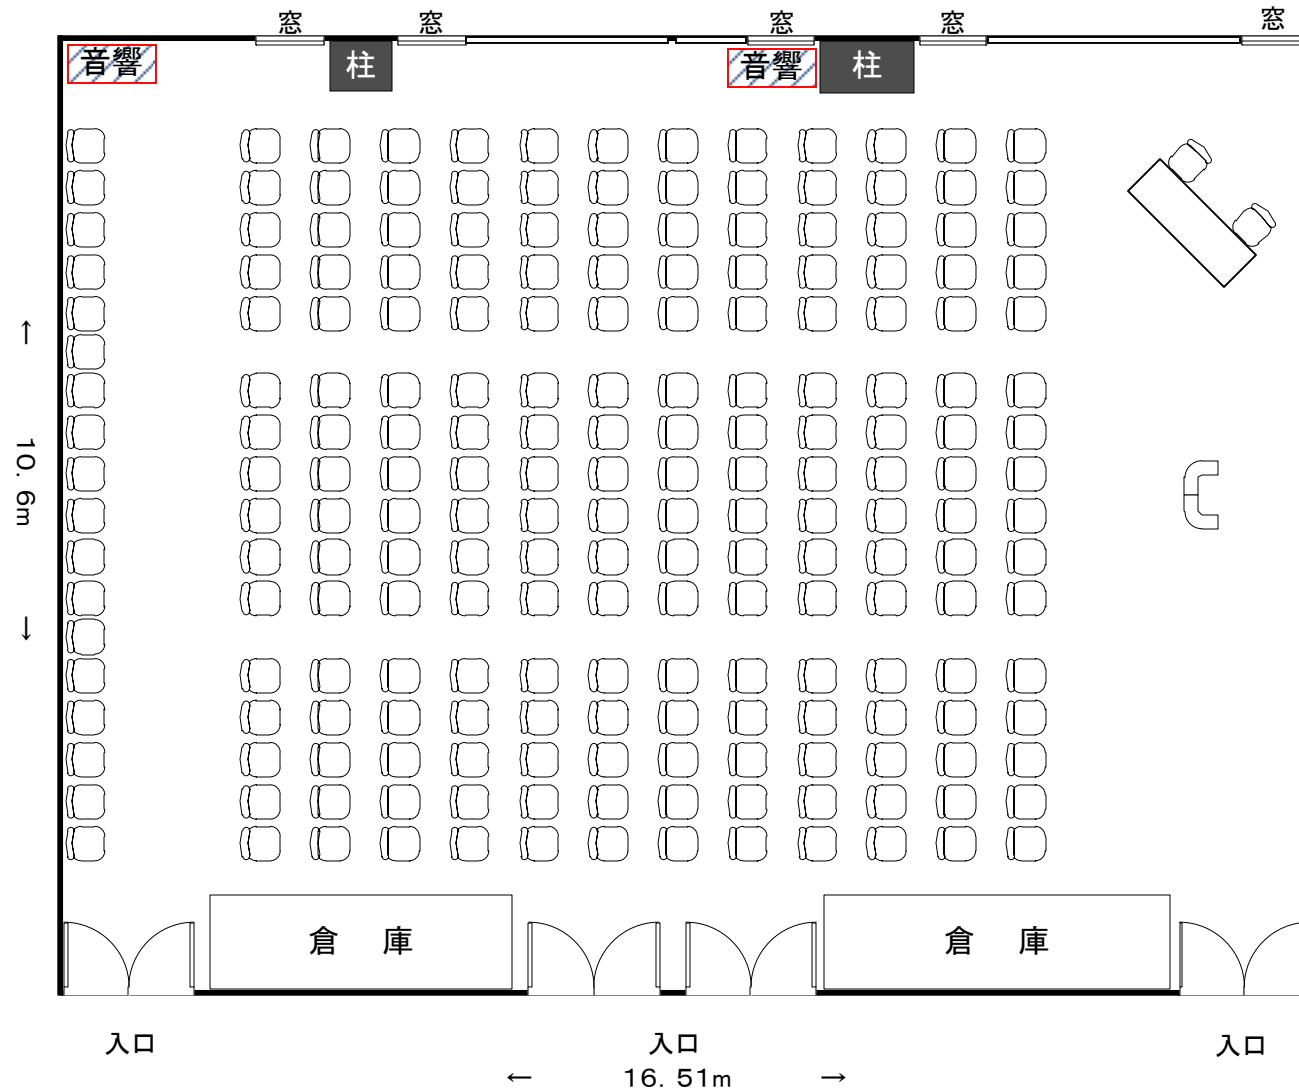 窓 窓 窓 窓 窓
音響 柱 音響 柱
←
10.6m
→
倉 庫 倉 庫
入口 入口 入口
← 16.51m →